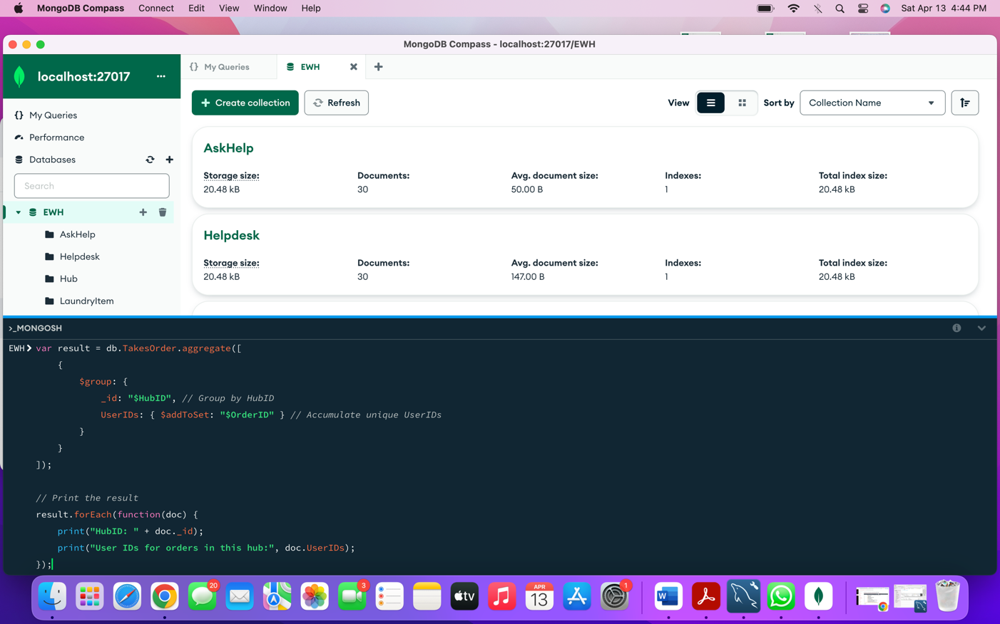 MongoDB Compass Connect Edit View Window Help Sat Apr 13 4:44 PM
MongoDB Compass - localhost:27017/EWH
localhost:27017 ...
{} My Queries
EWH
My Queries
Performance
Databases
Search
EWH
AskHelp
Helpdesk
Hub
LaundryItem
Create collection
Refresh
View
Sort by
Collection Name
AskHelp
Storage size: Documents: Avg. document size: Indexes: Total index size:
20.48 kB 30 50.00 B 1 20.48 kB
Helpdesk
Storage size: Documents: Avg. document size: Indexes: Total index size:
20.48 kB 30 147.00 B 1 20.48 kB
>_MONGOSH
EWH> var result = db.TakesOrder.aggregate([
{
$group: {
_id: "$HubID", // Group by HubID
UserIDs: { $addToSet: "$OrderID" } // Accumulate unique UserIDs
}
}
]);
// Print the result
result.forEach(function(doc) {
print("HubID: " + doc._id);
print("User IDs for orders in this hub:", doc.UserIDs);
});
20
3
tv
APR
13
1
W